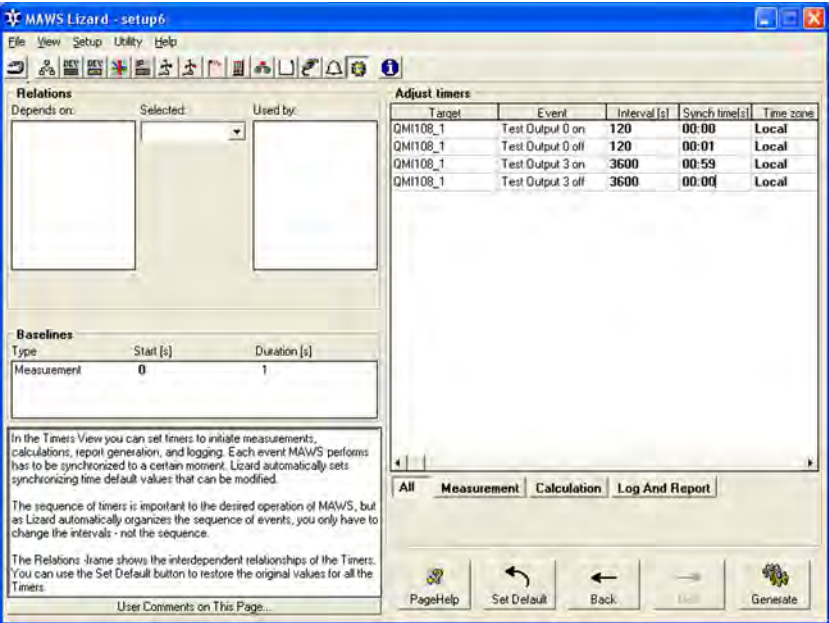 MAWS Lizard - setup6
File View Setup Utility Help
Relations
Depends on: Selected: Used by:
Baselines
Type Start [s] Duration [s]
Measurement 0 1
In the Timers View you can set timers to initiate measurements,
calculations, report generation, and logging. Each event MAWS performs
has to be synchronized to a certain moment. Lizard automatically sets
synchronizing time default values that can be modified.
The sequence of timers is important to the desired operation of MAWS, but
as Lizard automatically organizes the sequence of events, you only have to
change the intervals - not the sequence.
The Relations -frame shows the interdependent relationships of the Timers.
You can use the Set Default button to restore the original values for all the
Timers.
User Comments on This Page...
Adjust timers
Target Event Interval [s] Synch time[s] Time zone
QMI108_1 Test Output 0 on 120 00:00 Local
QMI108_1 Test Output 0 off 120 00:01 Local
QMI108_1 Test Output 3 on 3600 00:59 Local
QMI108_1 Test Output 3 off 3600 00:00 Local
All Measurement Calculation Log And Report
PageHelp Set Default Back Next Generate